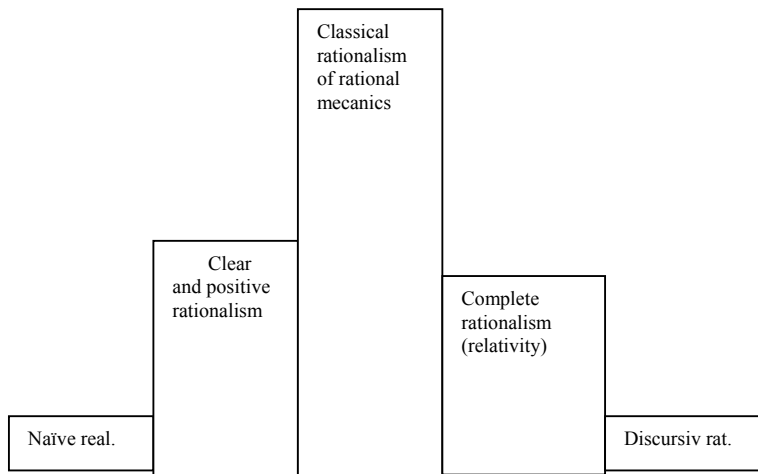 Naïve real.
Clear
and positive
rationalism
Classical
rationalism
of rational
mecanics
Complete
rationalism
(relativity)
Discursiv rat.